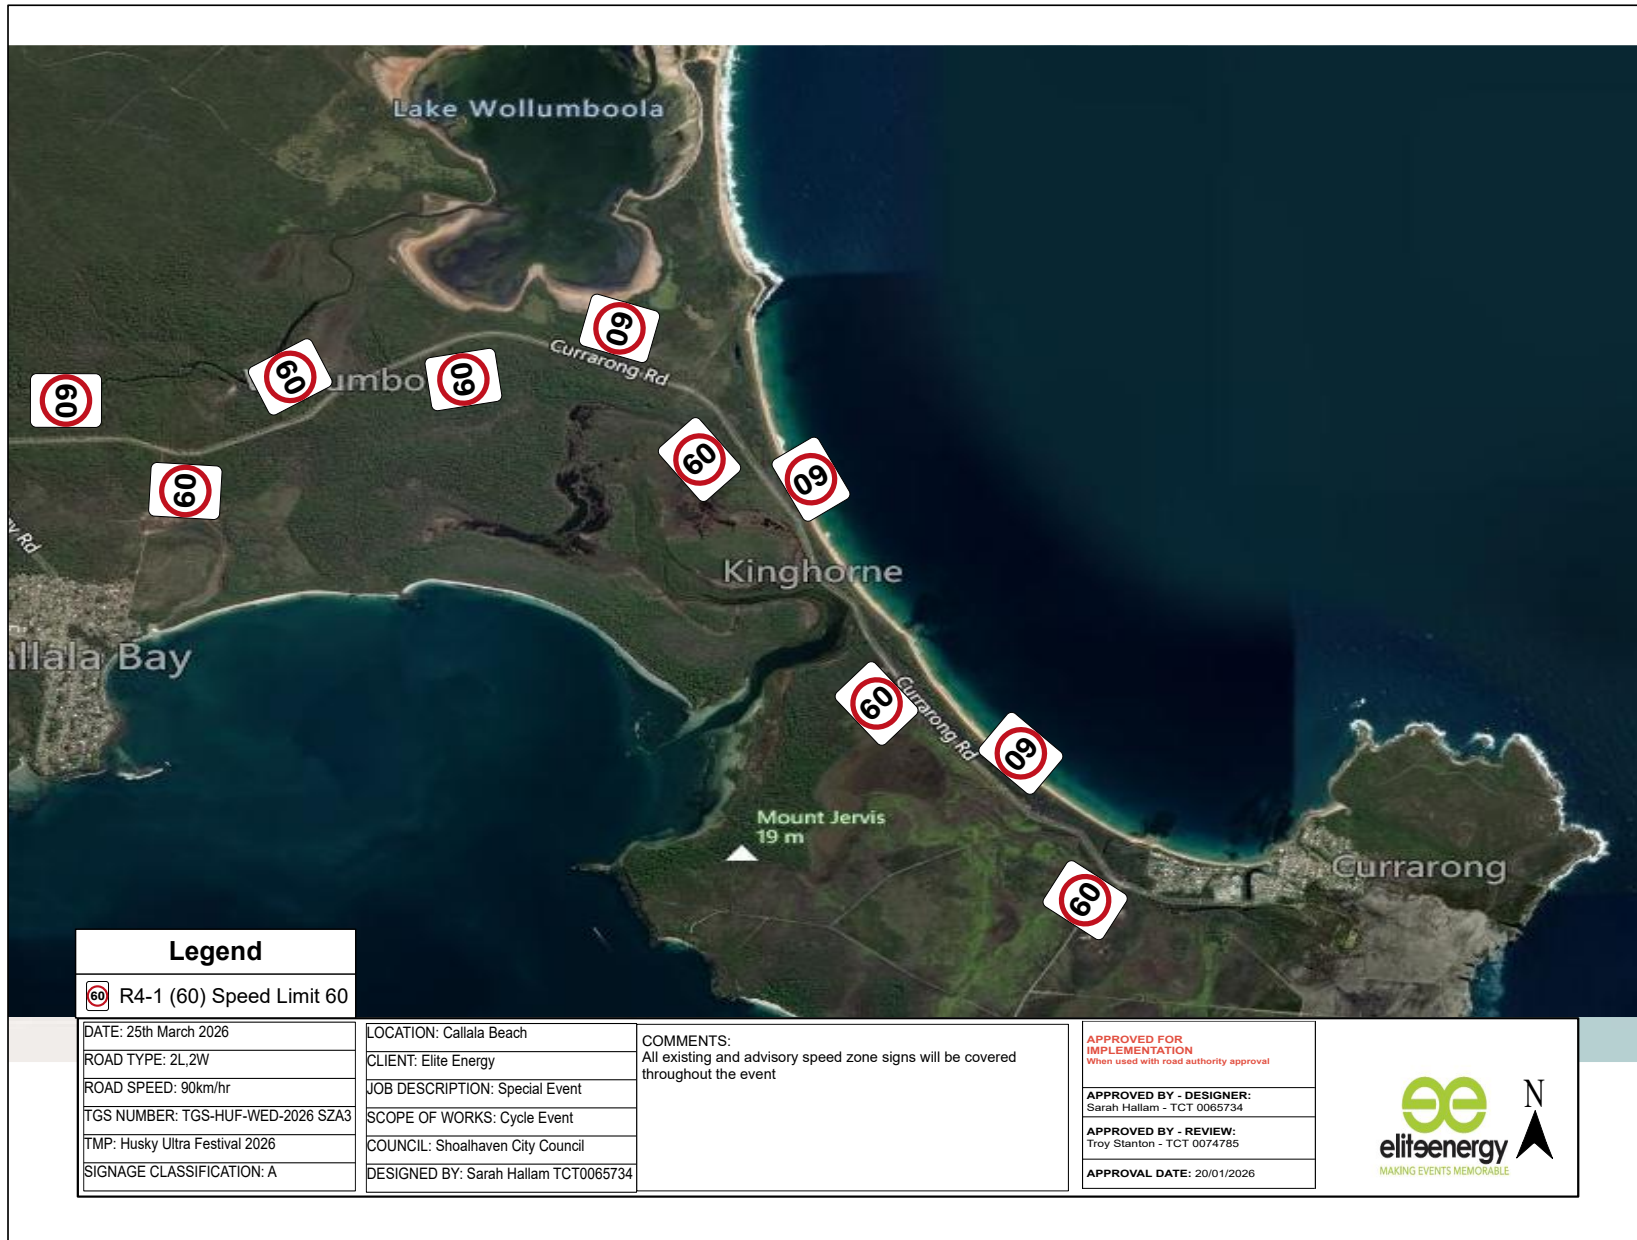 Lake Wollumboola
60
Currarong Rd
60
60
umbo
60
60
60
60
60
Rd
Kinghorne
allala Bay
60
Currarong Rd
60
Mount Jervis
19 m
Currarong
60
Legend
60 R4-1 (60) Speed Limit 60
DATE: 25th March 2026
ROAD TYPE: 2L,2W
ROAD SPEED: 90km/hr
TGS NUMBER: TGS-HUF-WED-2026 SZA3
TMP: Husky Ultra Festival 2026
SIGNAGE CLASSIFICATION: A
LOCATION: Callala Beach
CLIENT: Elite Energy
JOB DESCRIPTION: Special Event
SCOPE OF WORKS: Cycle Event
COUNCIL: Shoalhaven City Council
DESIGNED BY: Sarah Hallam TCT0065734
COMMENTS:
All existing and advisory speed zone signs will be covered
throughout the event
APPROVED FOR
IMPLEMENTATION
When used with road authority approval
APPROVED BY - DESIGNER:
Sarah Hallam - TCT 0065734
APPROVED BY - REVIEW:
Troy Stanton - TCT 0074785
APPROVAL DATE: 20/01/2026
eliteenergy
MAKING EVENTS MEMORABLE
N